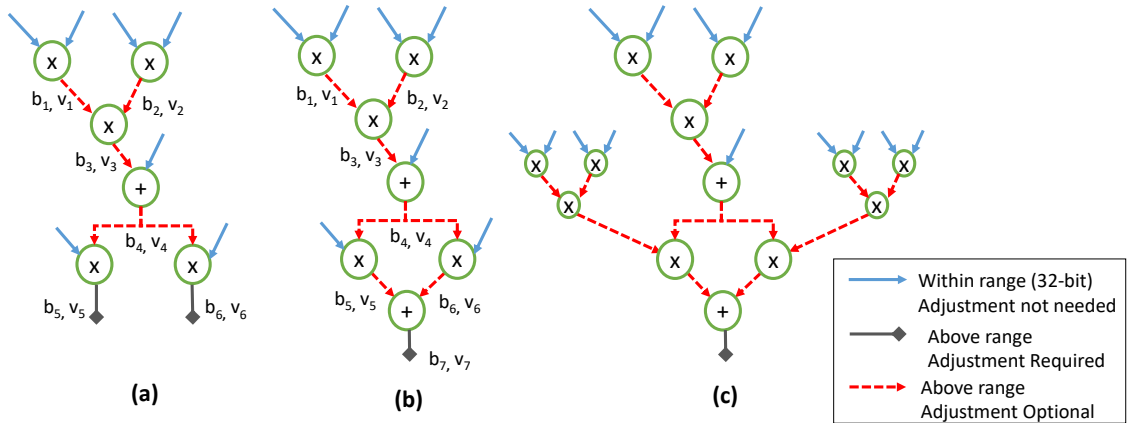 x x
b1, v1 b2, v2
x
b3, v3
+
b4, v4
x x
b5, v5 b6, v6
(a)
x x
b1, v1 b2, v2
x
b3, v3
+
b4, v4
x x
b5, v5 b6, v6
+
b7, v7
(b)
x x
x
x x x x
+
x x
x x
+
(c)
Within range (32-bit)
Adjustment not needed
Above range
Adjustment Required
Above range
Adjustment Optional